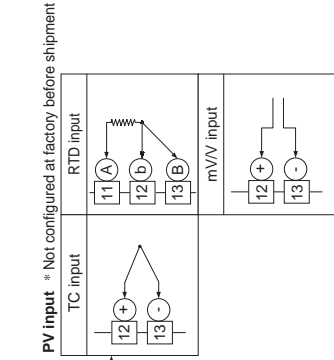 PV input * Not configured at factory before shipment
TC input
12 +
13 -
RTD input
11 A
12 b
13 B
mV/V input
12 +
13 -